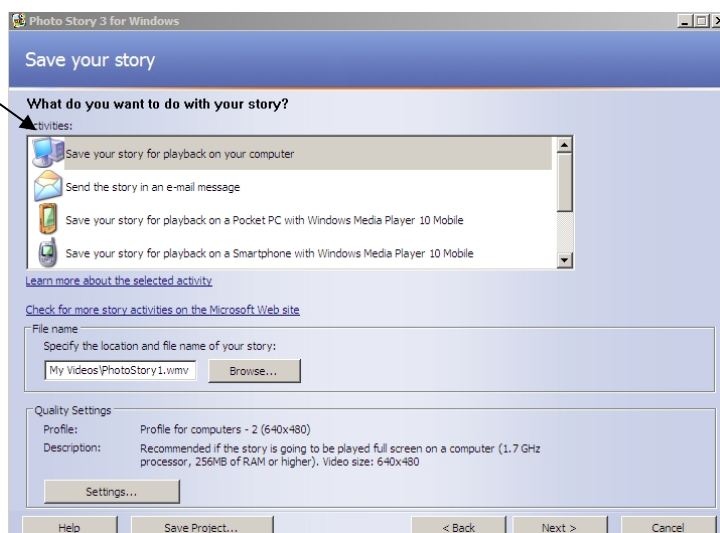 Photo Story 3 for Windows
Save your story
What do you want to do with your story?
ctivities:
Save your story for playback on your computer
Send the story in an e-mail message
Save your story for playback on a Pocket PC with Windows Media Player 10 Mobile
Save your story for playback on a Smartphone with Windows Media Player 10 Mobile
Learn more about the selected activity
Check for more story activities on the Microsoft Web site
File name
Specify the location and file name of your story:
My Videos\PhotoStory1.wmv Browse...
Quality Settings
Profile: Profile for computers - 2 (640x480)
Description: Recommended if the story is going to be played full screen on a computer (1.7 GHz
processor, 256MB of RAM or higher). Video size: 640x480
Settings...
Help Save Project... < Back Next > Cancel